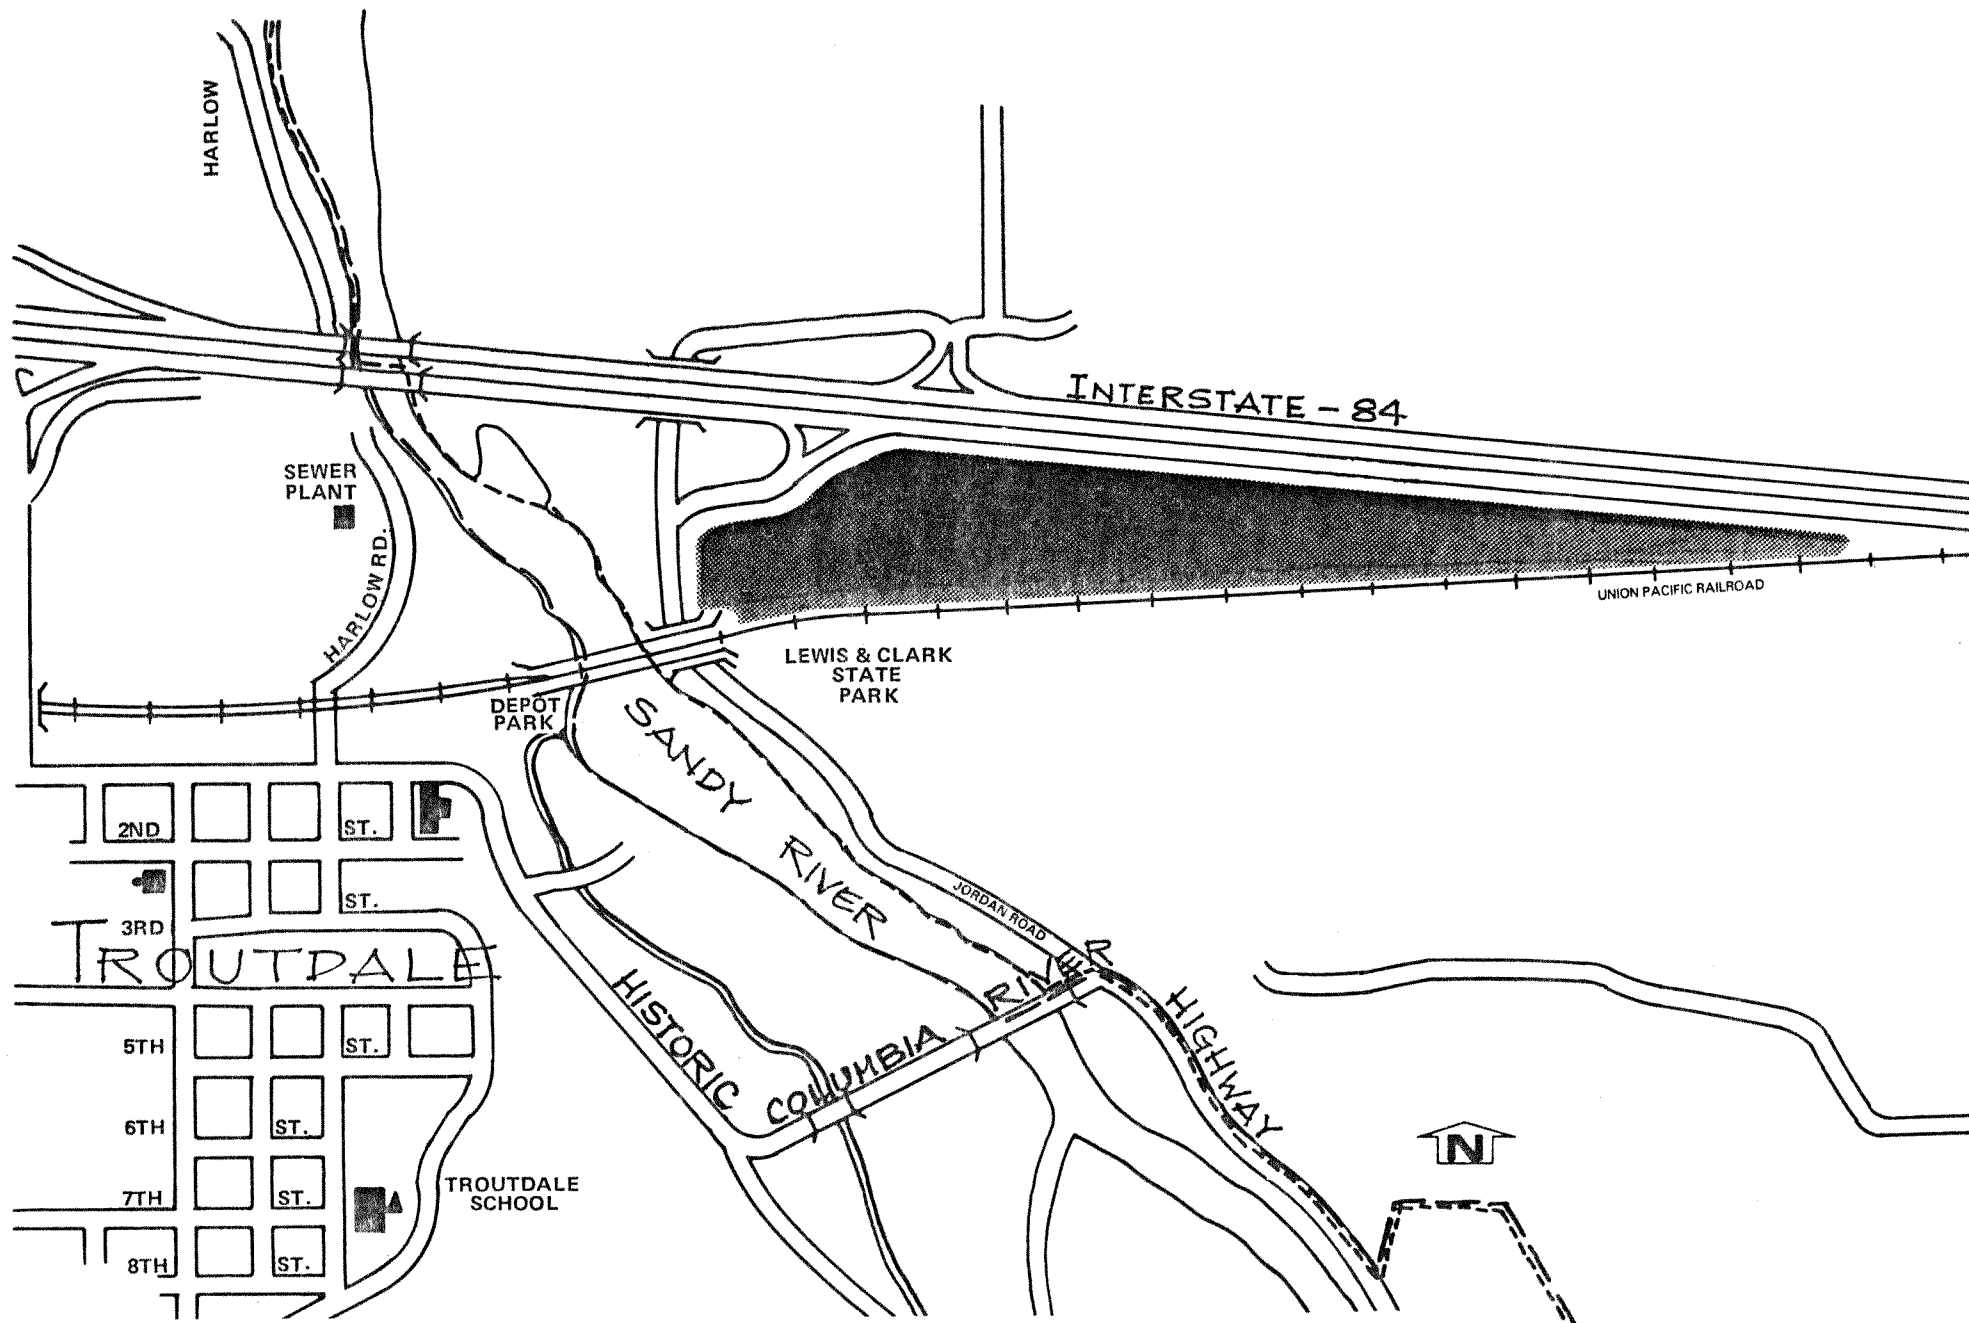 HARLOW
INTERSTATE - 84
SEWER
PLANT
HARLOW RD.
UNION PACIFIC RAILROAD
LEWIS & CLARK
STATE
PARK
DEPOT
PARK
SANDY
RIVER
2ND
ST.
ST.
3RD
JORDAN ROAD
TROUTDALE
HISTORIC
COLUMBIA
RIVER
HIGHWAY
5TH
ST.
6TH
ST.
N
7TH
ST.
TROUTDALE
SCHOOL
8TH
ST.